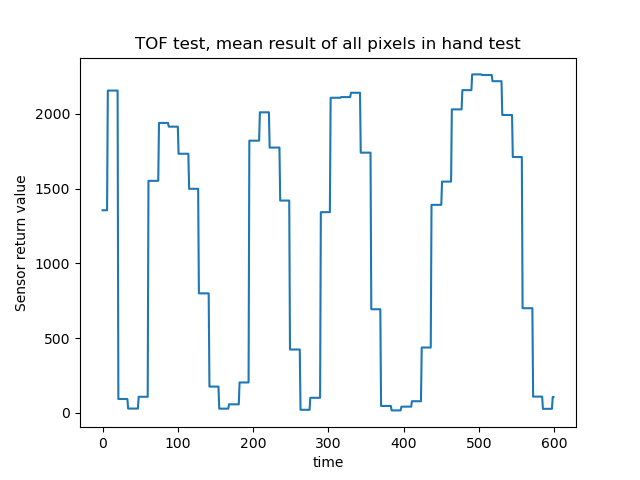 TOF test, mean result of all pixels in hand test
Sensor return value
2000
1500
1000
500
0
0 100 200 300 400 500 600
time